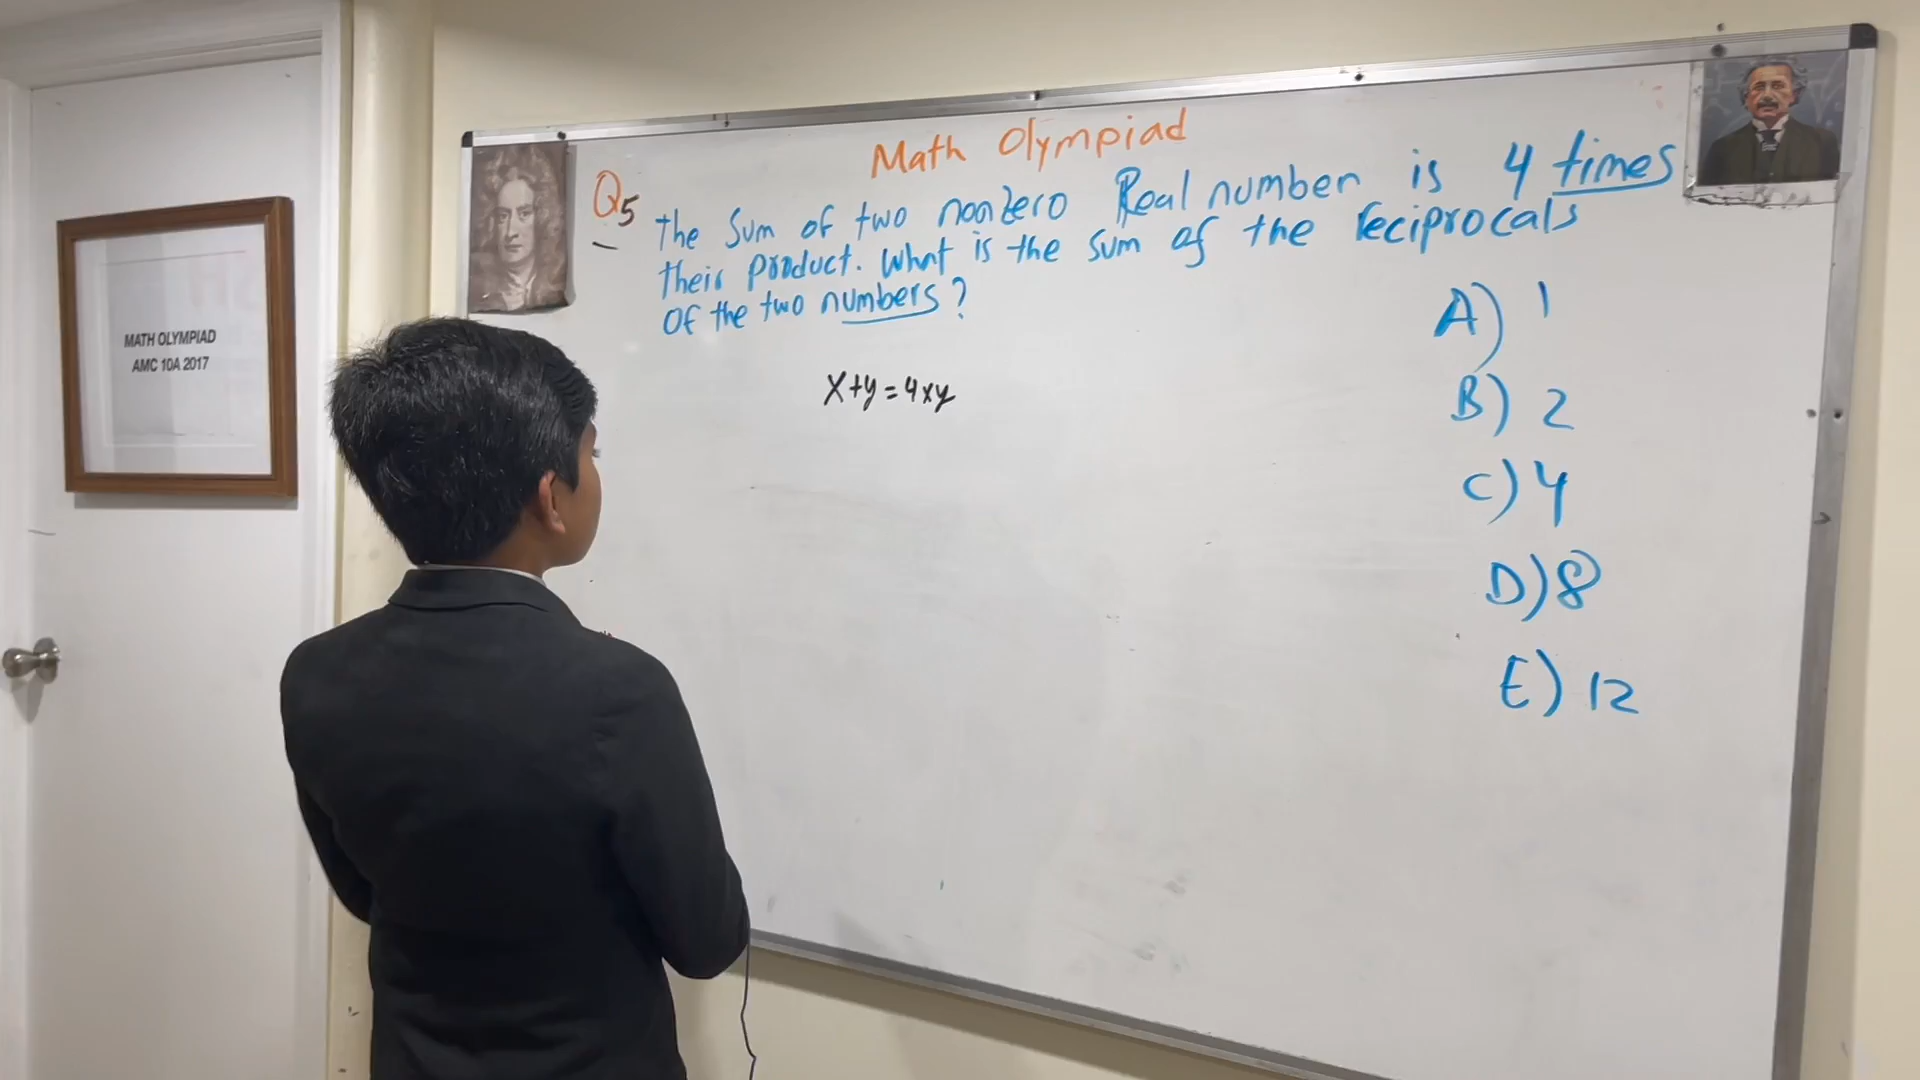 MATH OLYMPIAD
AMC 10A 2017
Math Olympiad
Q5 the Sum of two nonzero Real number is 4 times
their product. What is the sum of the reciprocals
of the two numbers?
x+y=4xy
A) 1
B) 2
C) 4
D) 8
E) 12